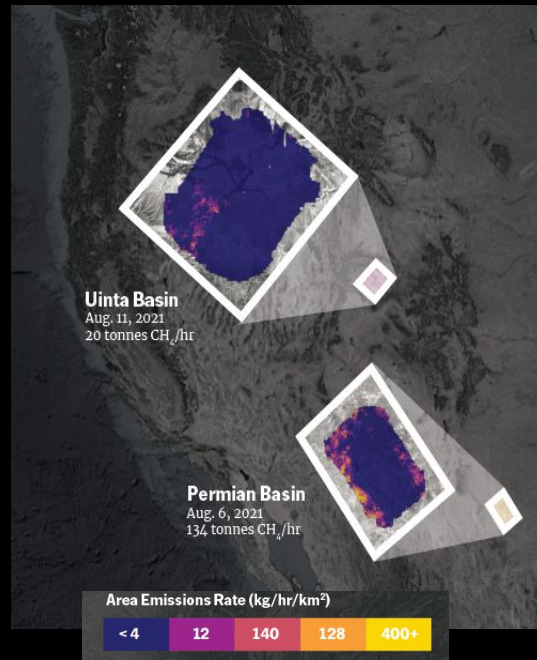 Uinta Basin
Aug. 11, 2021
20 tonnes CH₄/hr
Permian Basin
Aug. 6, 2021
134 tonnes CH₄/hr
Area Emissions Rate (kg/hr/km²)
< 4 12 140 128 400+